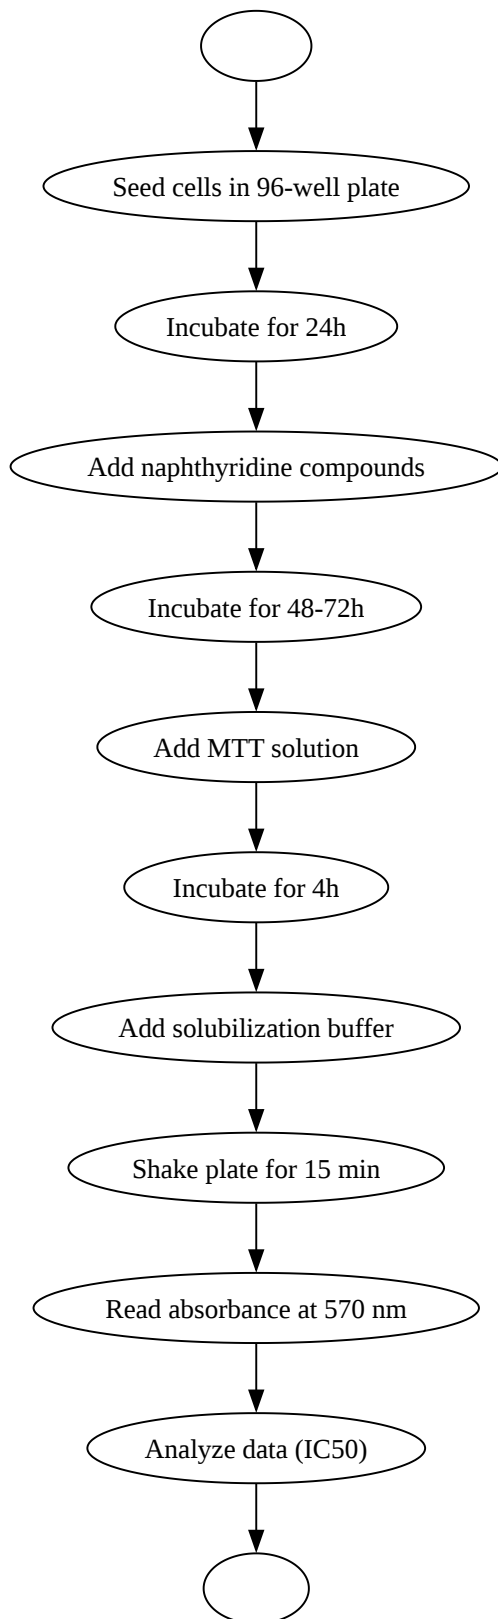 Seed cells in 96-well plate
Incubate for 24h
Add naphthyridine compounds
Incubate for 48-72h
Add MTT solution
Incubate for 4h
Add solubilization buffer
Shake plate for 15 min
Read absorbance at 570 nm
Analyze data (IC50)